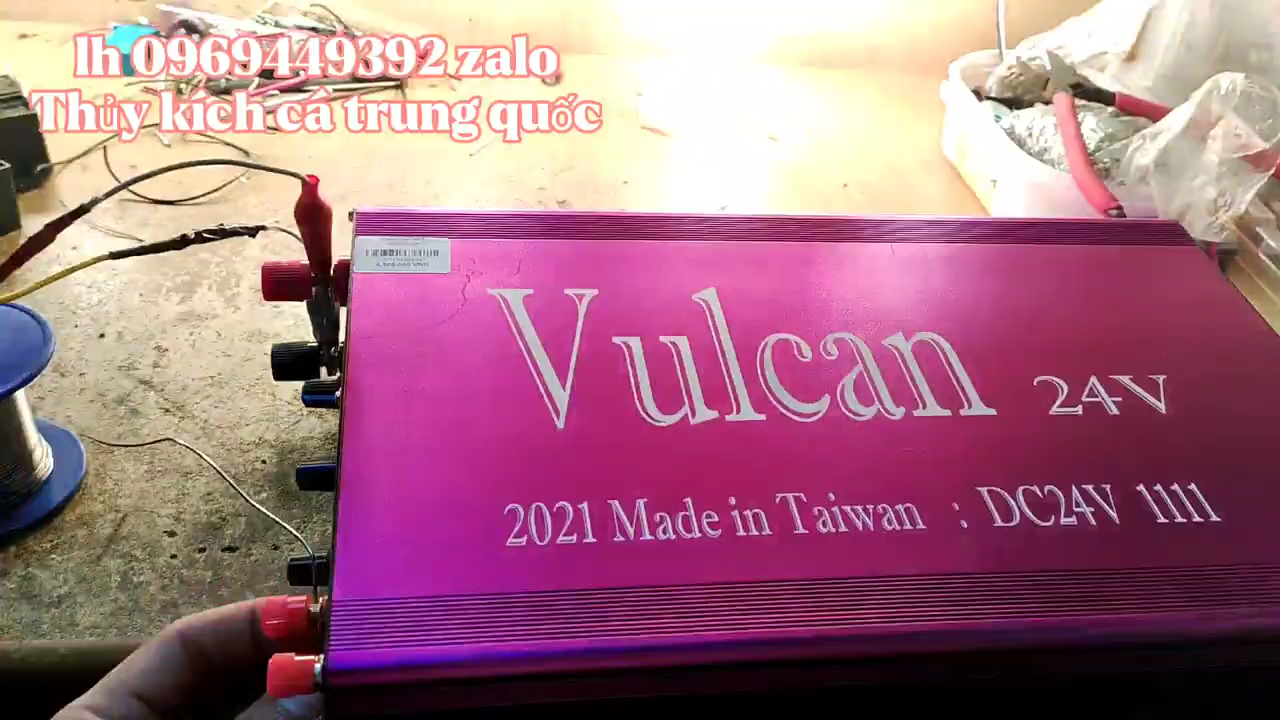 lh 0969449392 zalo
Thủy kích cá trung quốc
Vulcan 24V
2021 Made in Taiwan : DC24V 1111